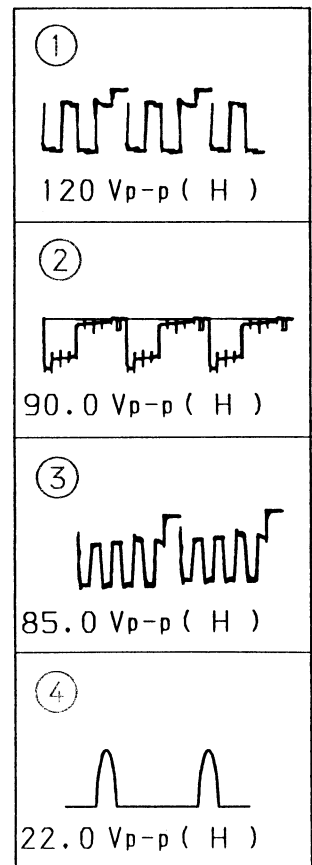 ①
120 Vp-p ( H )
②
90.0 Vp-p ( H )
③
85.0 Vp-p ( H )
④
22.0 Vp-p ( H )